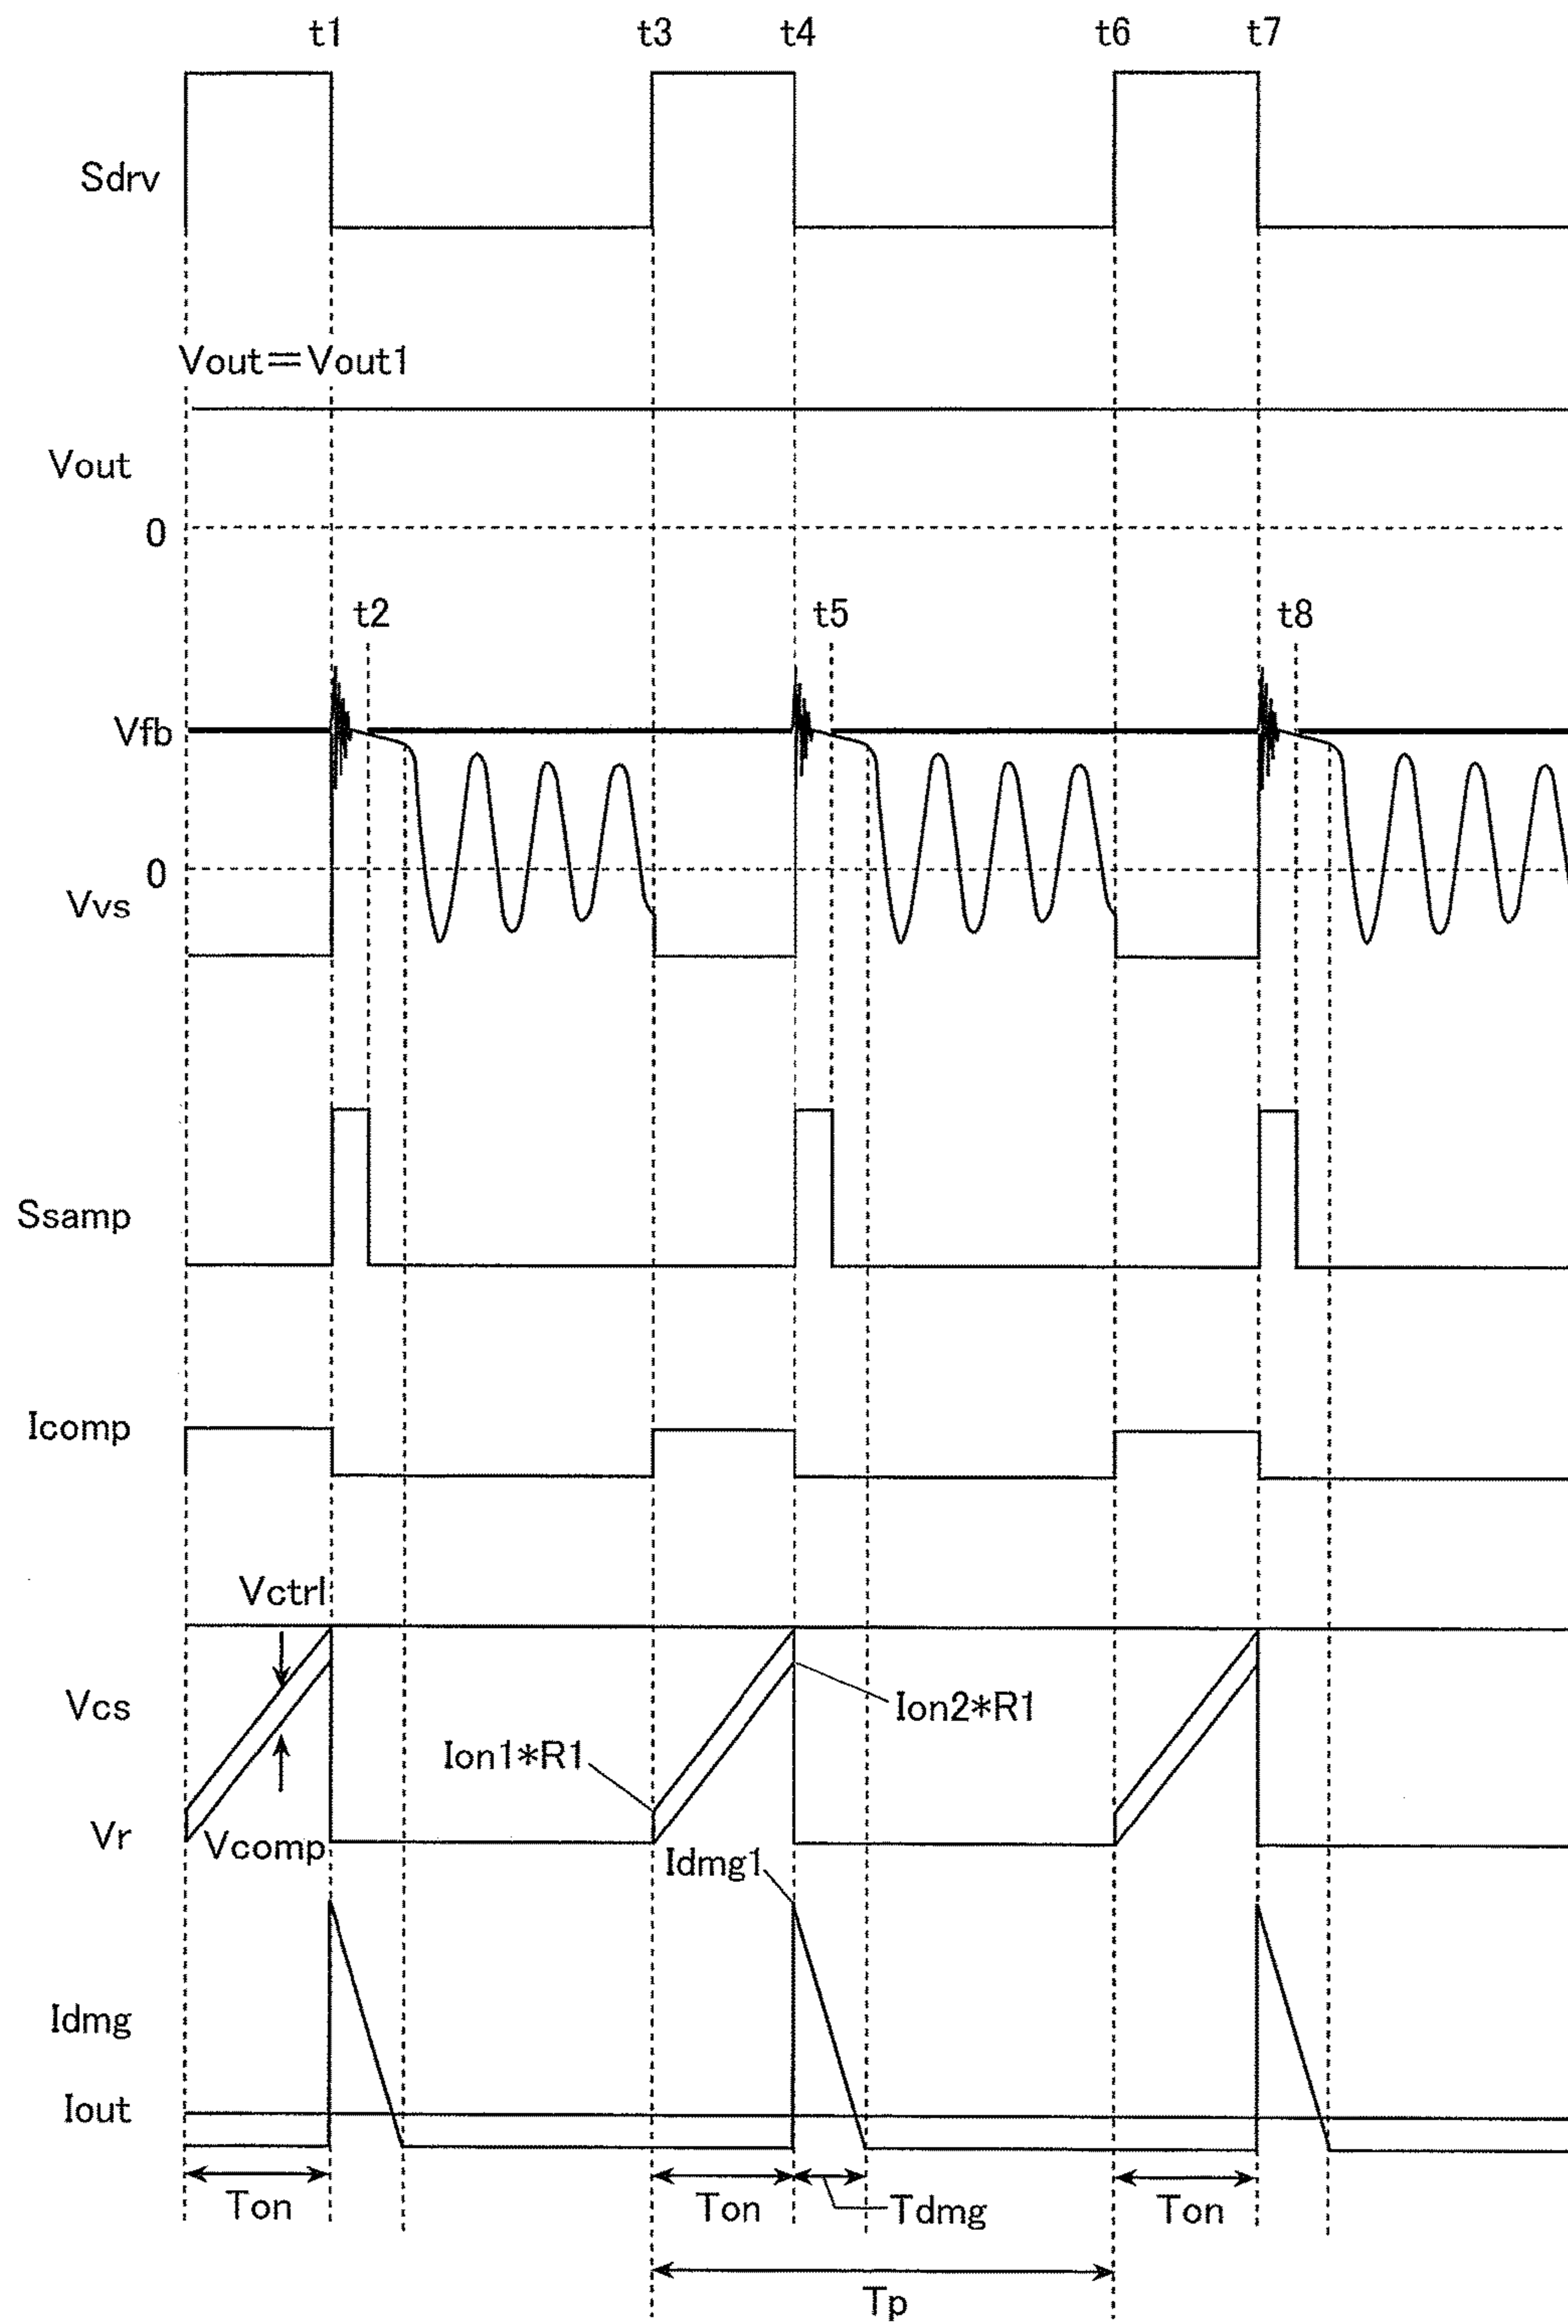 t1 t3 t4 t6 t7
Sdrv
Vout=Vout1
Vout
0
t2 t5 t8
Vfb
0
Vvs
Ssamp
Icomp
Vctrl
Vcs
Ion2*R1
Ion1*R1
Vr
Vcomp
Idmg1
Idmg
Iout
Ton Ton Tdmg Ton
Tp